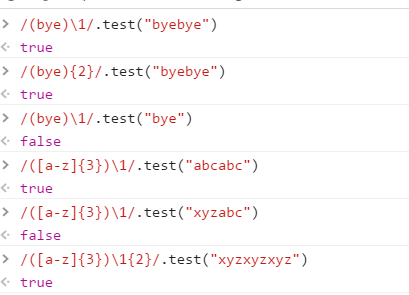 > /(bye)\1/.test("byebye")
<· true
> /(bye){2}/.test("byebye")
<· true
> /(bye)\1/.test("bye")
<· false
> /([a-z]{3})\1/.test("abcabc")
<· true
> /([a-z]{3})\1/.test("xyzabc")
<· false
> /([a-z]{3})\1{2}/.test("xyzxyzxyz")
<· true